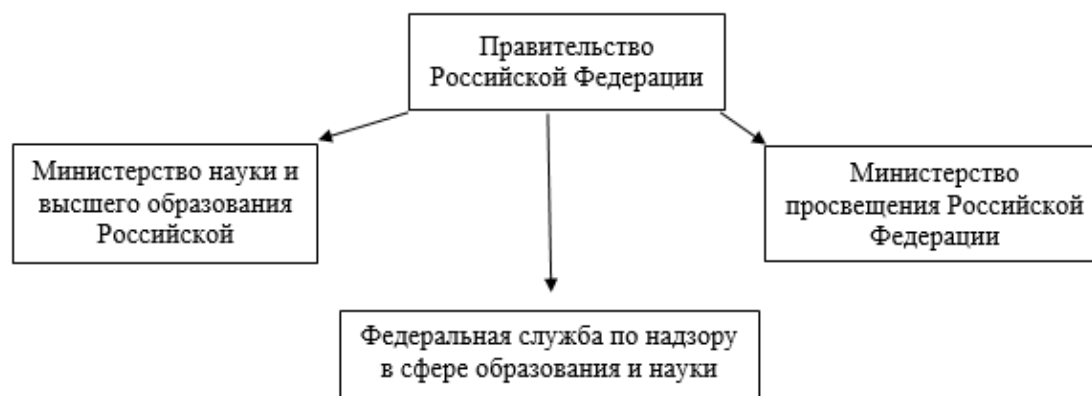 Правительство
Российской Федерации
Министерство науки и
высшего образования
Российской
Министерство
просвещения Российской
Федерации
Федеральная служба по надзору
в сфере образования и науки